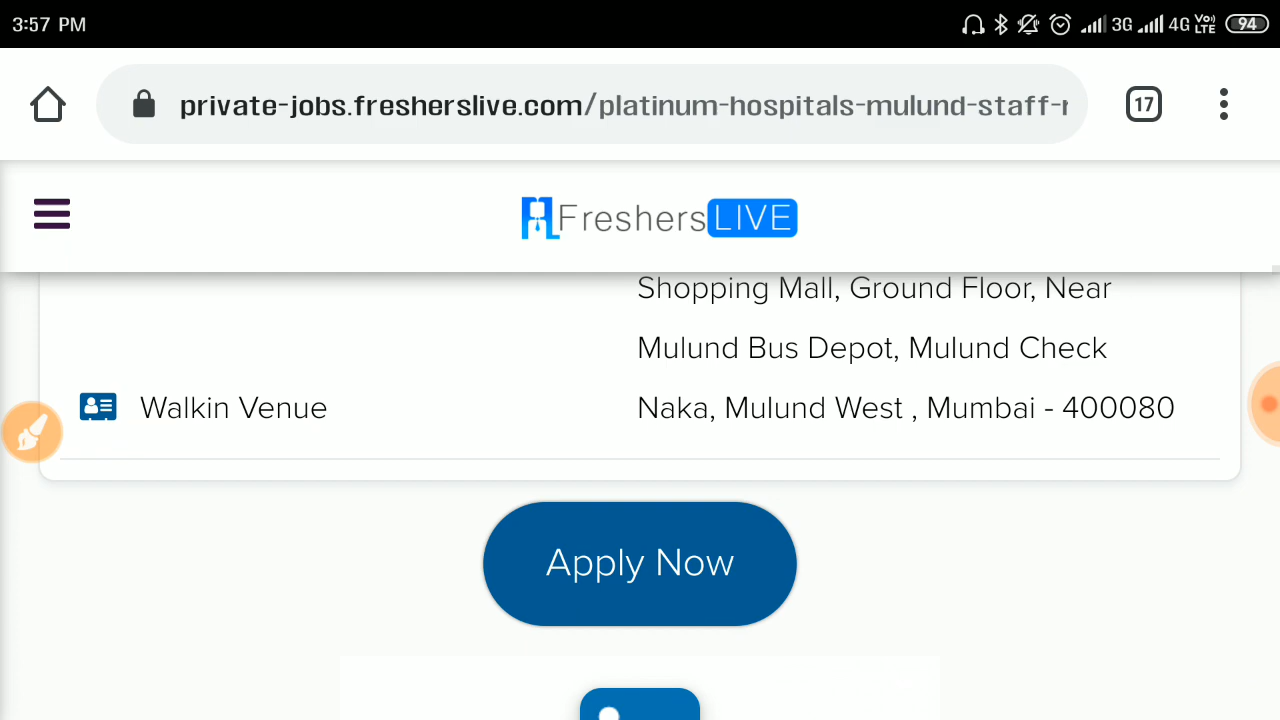 3:57 PM
3G 4G Vo)) LTE 94
private-jobs.fresherslive.com/platinum-hospitals-mulund-staff-r
17
FreshersLIVE
Shopping Mall, Ground Floor, Near
Mulund Bus Depot, Mulund Check
Walkin Venue
Naka, Mulund West , Mumbai - 400080
Apply Now